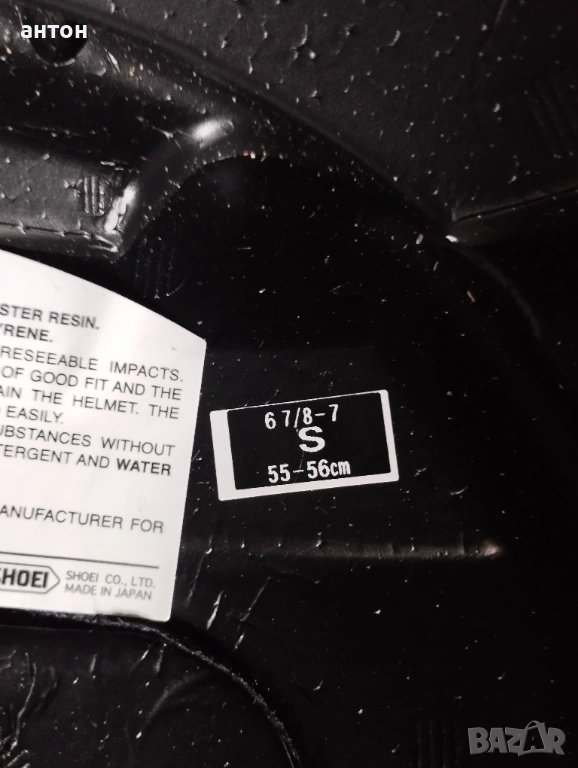 антон
STER RESIN.
YRENE.
RESEEABLE IMPACTS.
OF GOOD FIT AND THE
AIN THE HELMET. THE
EASILY.
UBSTANCES WITHOUT
TERGENT AND WATER
ANUFACTURER FOR
SHOEI
SHOEI CO., LTD.
MADE IN JAPAN
6 7/8-7
S
55-56cm
BAZAR